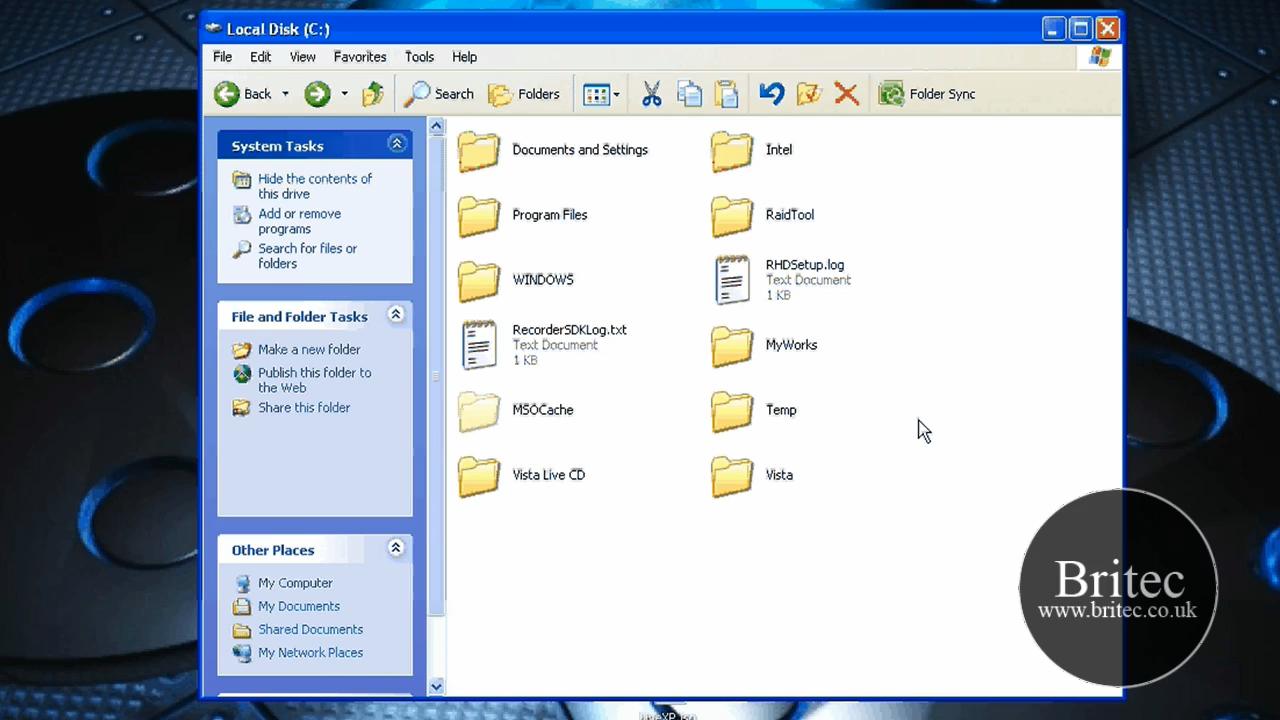 Local Disk (C:)
File Edit View Favorites Tools Help
Back Search Folders Folder Sync
System Tasks
Hide the contents of
this drive
Add or remove
programs
Search for files or
folders
File and Folder Tasks
Make a new folder
Publish this folder to
the Web
Share this folder
Other Places
My Computer
My Documents
Shared Documents
My Network Places
Documents and Settings
Intel
Program Files
RaidTool
WINDOWS
RHDSetup.log
Text Document
1 KB
RecorderSDKLog.txt
Text Document
1 KB
MyWorks
MSOCache
Temp
Vista Live CD
Vista
Britec
www.britec.co.uk